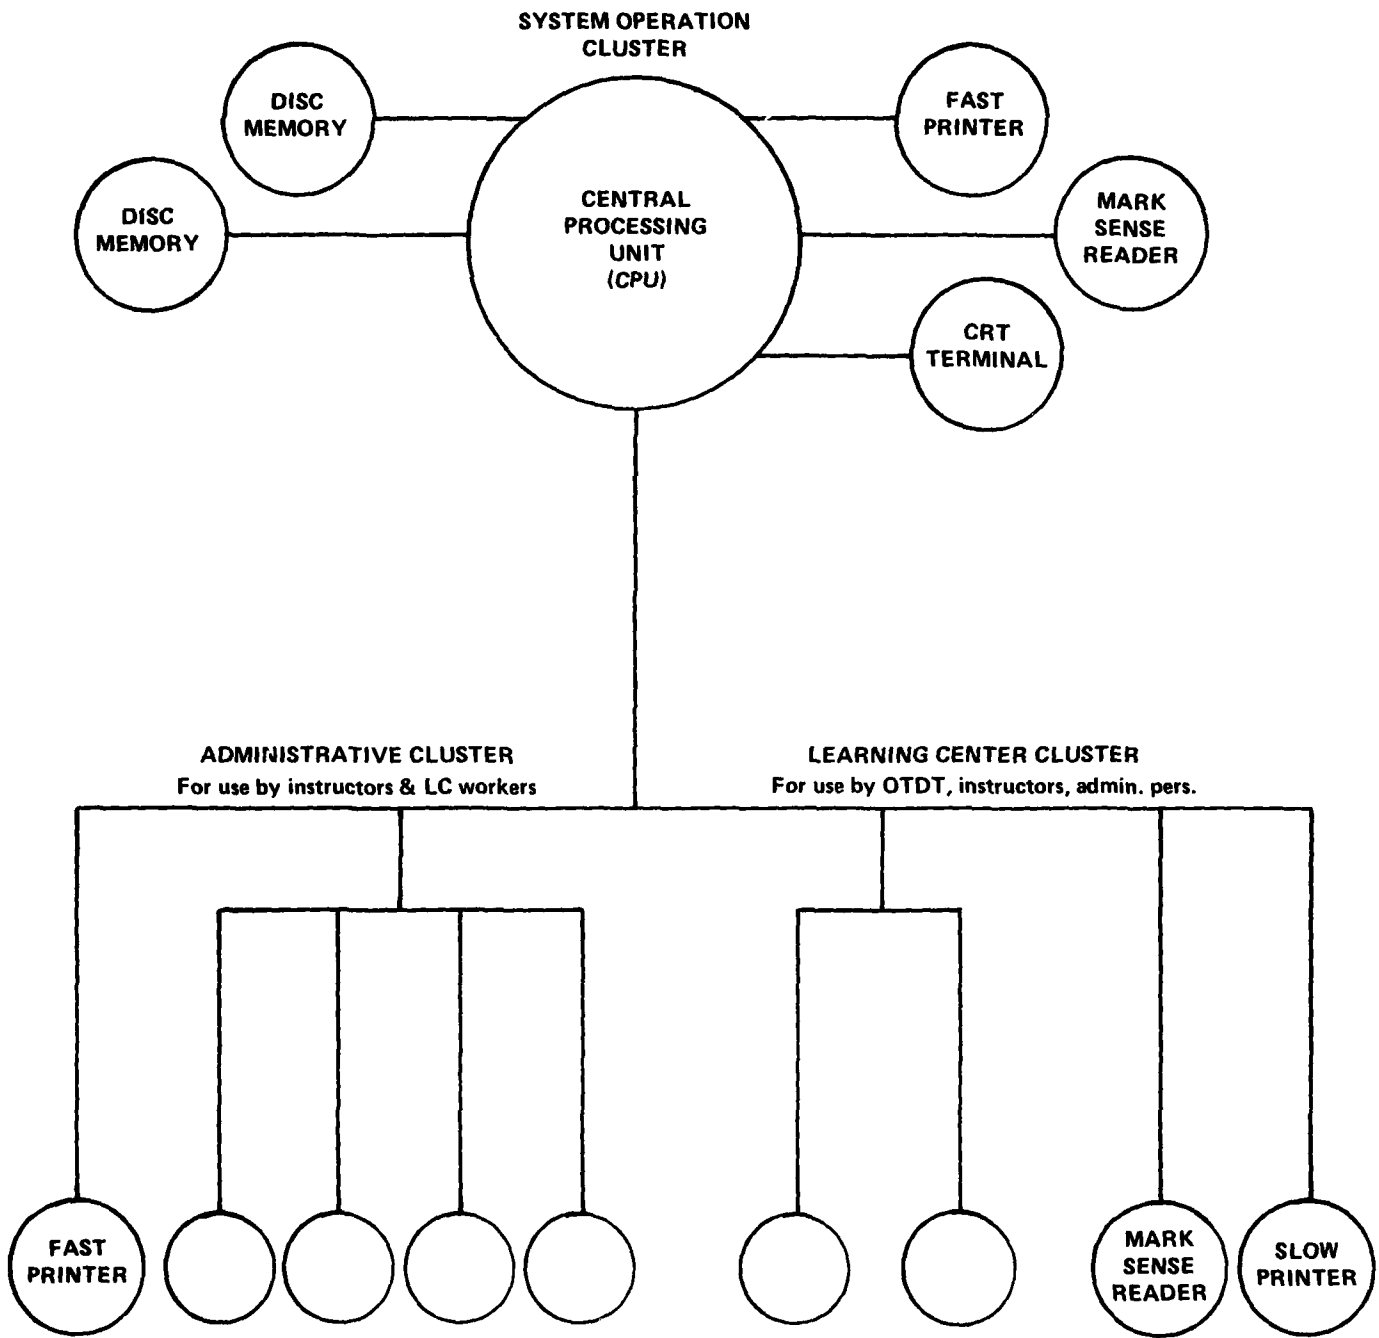 SYSTEM OPERATION
CLUSTER
DISC
MEMORY
FAST
PRINTER
DISC
MEMORY
CENTRAL
PROCESSING
UNIT
(CPU)
MARK
SENSE
READER
CRT
TERMINAL
ADMINISTRATIVE CLUSTER
For use by instructors & LC workers
LEARNING CENTER CLUSTER
For use by OTDT, instructors, admin. pers.
FAST
PRINTER
MARK
SENSE
READER
SLOW
PRINTER